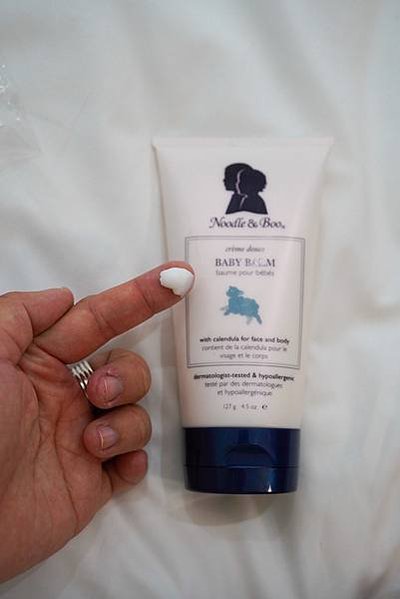 Noodle & Boo®
crème douce
BABY BALM
baume pour bébés
with calendula for face and body
contient de la calendula pour le
visage et le corps
dermatologist-tested & hypoallergenic
testé par des dermatologues
et hypoallergénique
127 g 4.5 oz ℮